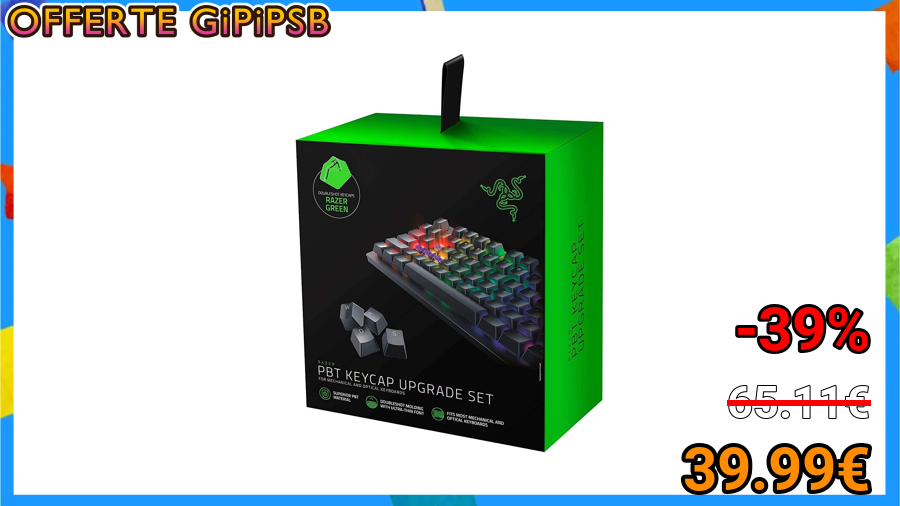 OFFERTE GiPiPSB
DOUBLESHOT KEYCAPS
RAZER
GREEN
RAZER
PBT KEYCAP UPGRADE SET
FOR MECHANICAL AND OPTICAL KEYBOARDS
SUPERIOR PBT
MATERIAL
DOUBLESHOT MOLDING
WITH ULTRA-THIN FONT
FITS MOST MECHANICAL AND
OPTICAL KEYBOARDS
PBT KEYCAP
UPGRADE SET
-39%
65.11€
39.99€